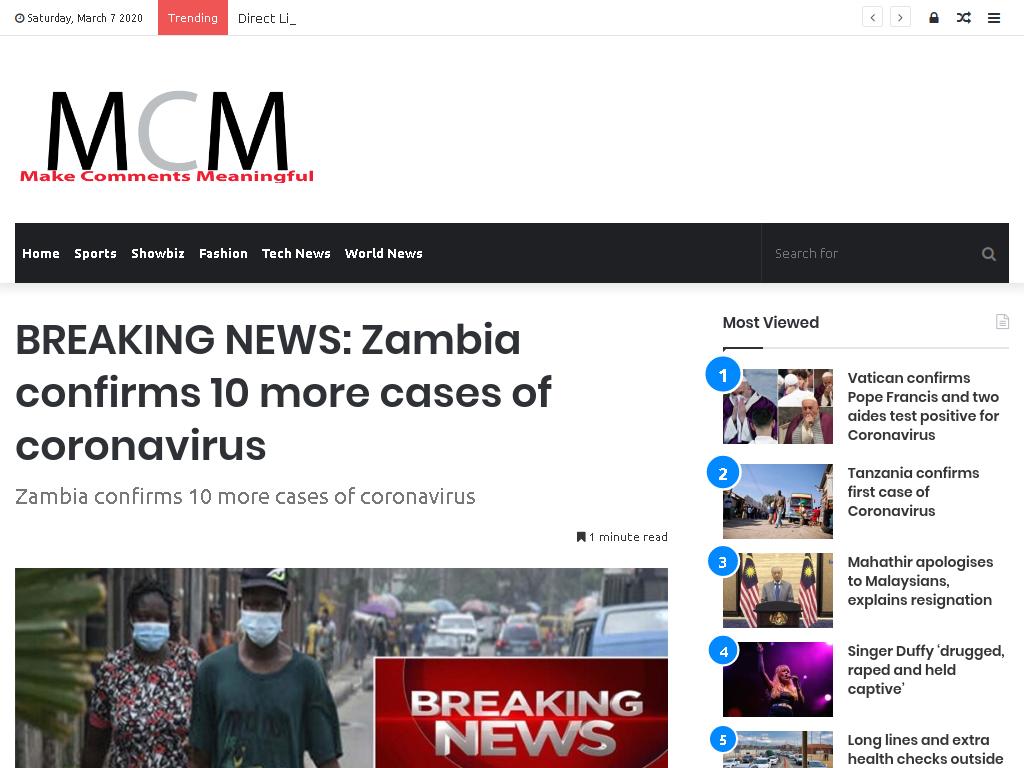 Saturday, March 7 2020
Trending
Direct Li_
MCM
Make Comments Meaningful
Home Sports Showbiz Fashion Tech News World News
Search for
BREAKING NEWS: Zambia
confirms 10 more cases of
coronavirus
Zambia confirms 10 more cases of coronavirus
1 minute read
BREAKING
NEWS
Most Viewed
1
Vatican confirms
Pope Francis and two
aides test positive for
Coronavirus
2
Tanzania confirms
first case of
Coronavirus
3
Mahathir apologises
to Malaysians,
explains resignation
4
Singer Duffy ‘drugged,
raped and held
captive’
5
Long lines and extra
health checks outside